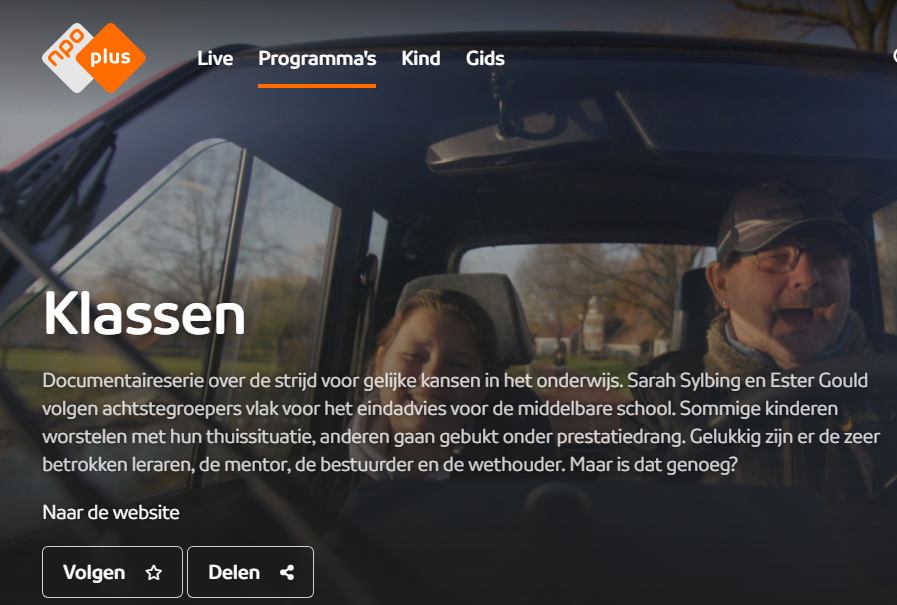 npo plus
Live Programma's Kind Gids
Klassen
Documentaireserie over de strijd voor gelijke kansen in het onderwijs. Sarah Sylbing en Ester Gould
volgen achtstegroepers vlak voor het eindadvies voor de middelbare school. Sommige kinderen
worstelen met hun thuissituatie, anderen gaan gebukt onder prestatiedrang. Gelukkig zijn er de zeer
betrokken leraren, de mentor, de bestuurder en de wethouder. Maar is dat genoeg?
Naar de website
Volgen Delen